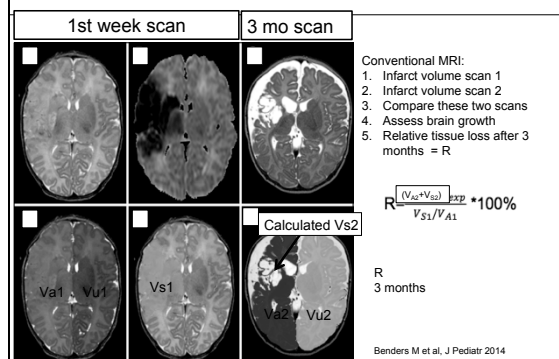 1st week scan
3 mo scan
Conventional MRI:
1. Infarct volume scan 1
2. Infarct volume scan 2
3. Compare these two scans
4. Assess brain growth
5. Relative tissue loss after 3
months = R
(VA2+VS2) exp
R= *100%
VS1/VA1
Calculated Vs2
Va1
Vu1
Vs1
Va2
Vu2
R
3 months
Benders M et al, J Pediatr 2014